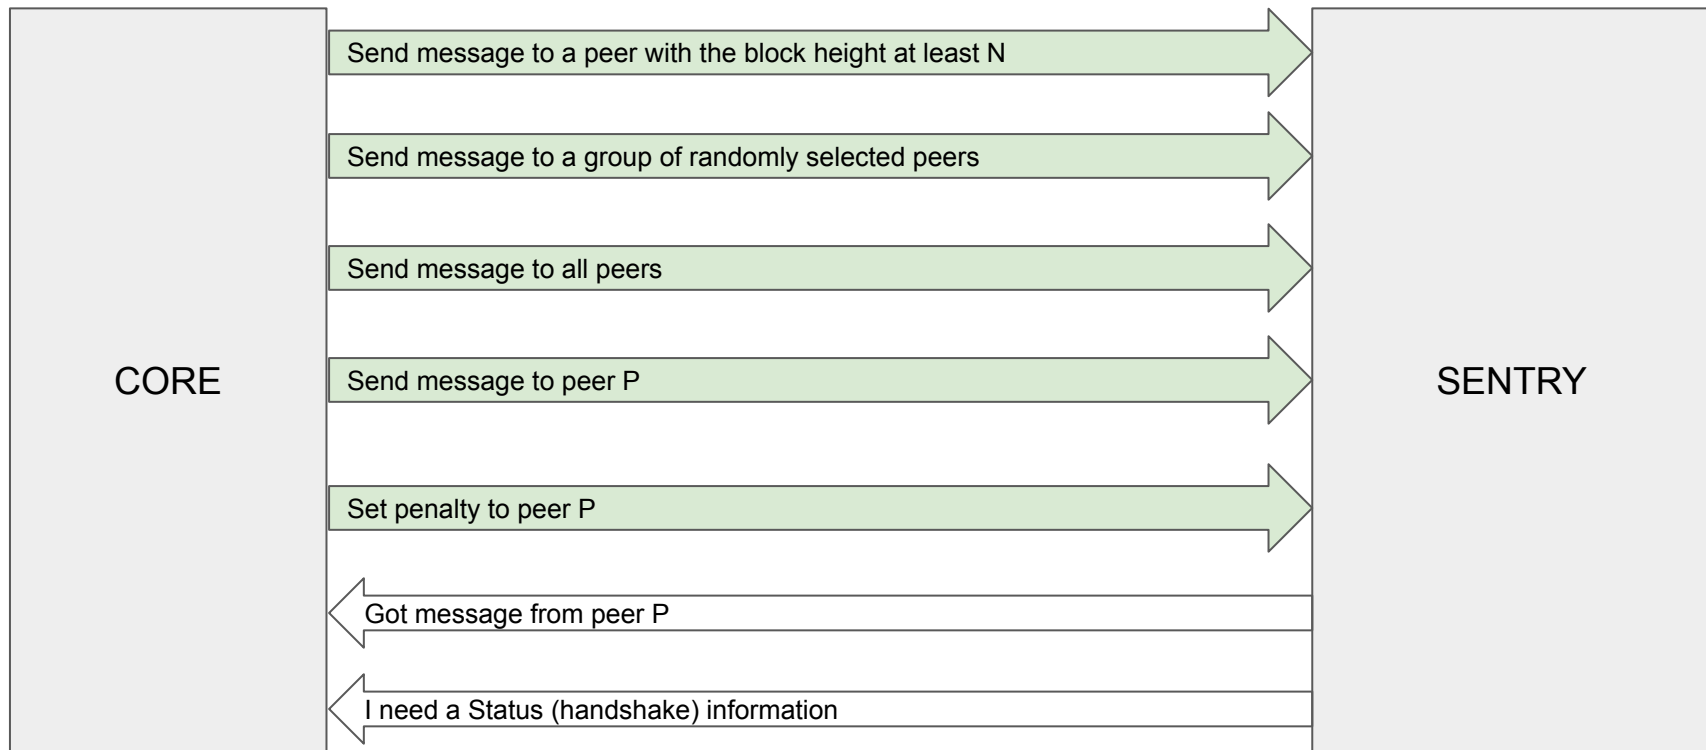 Send message to a peer with the block height at least N
Send message to a group of randomly selected peers
Send message to all peers
CORE
Send message to peer P
SENTRY
Set penalty to peer P
Got message from peer P
I need a Status (handshake) information